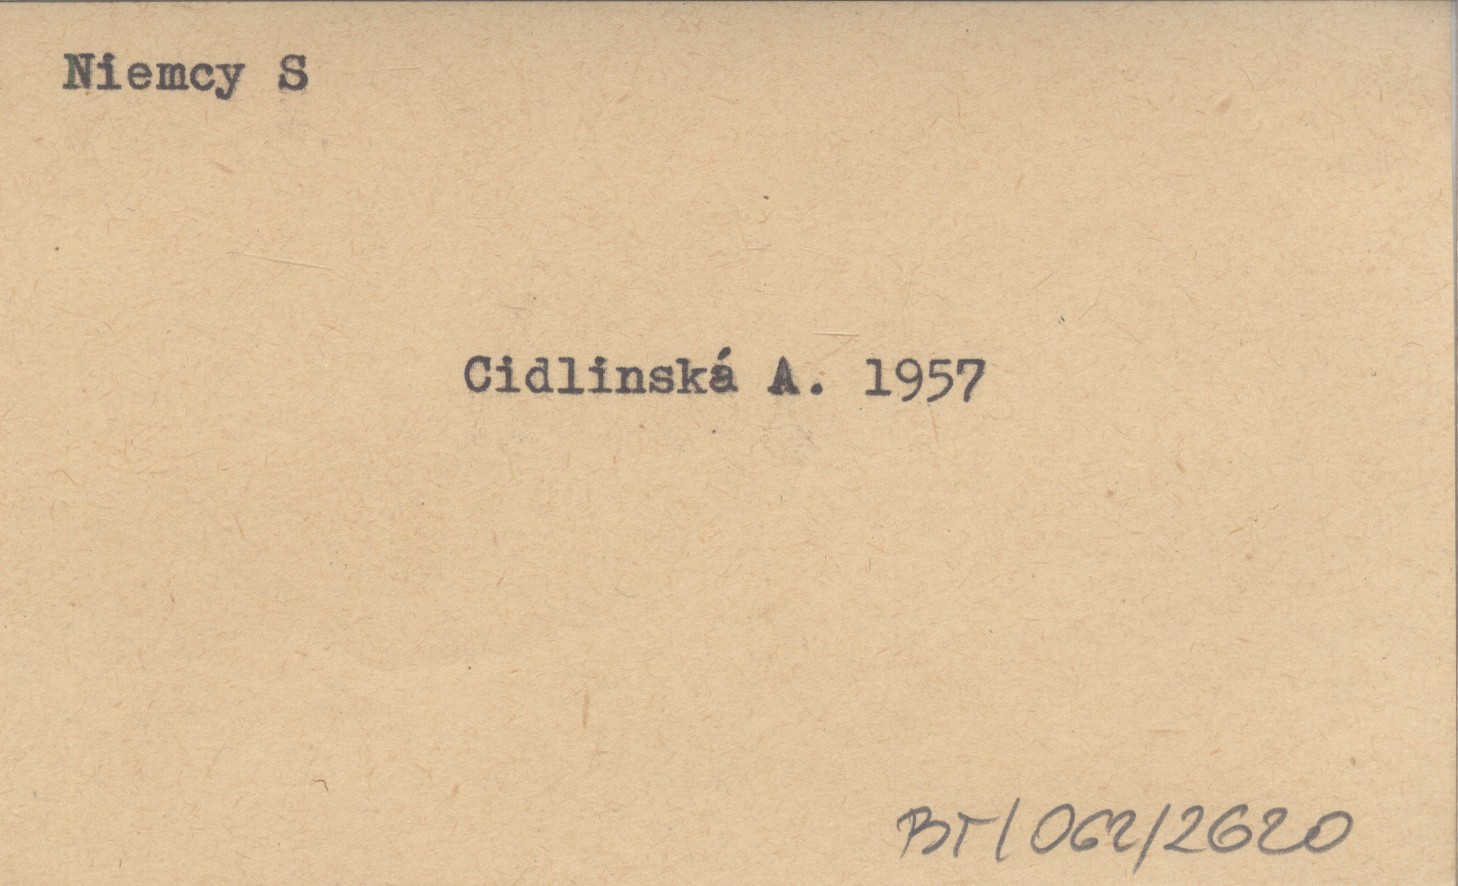 Niemcy S
Cidlinská A. 1957
BT/062/2620